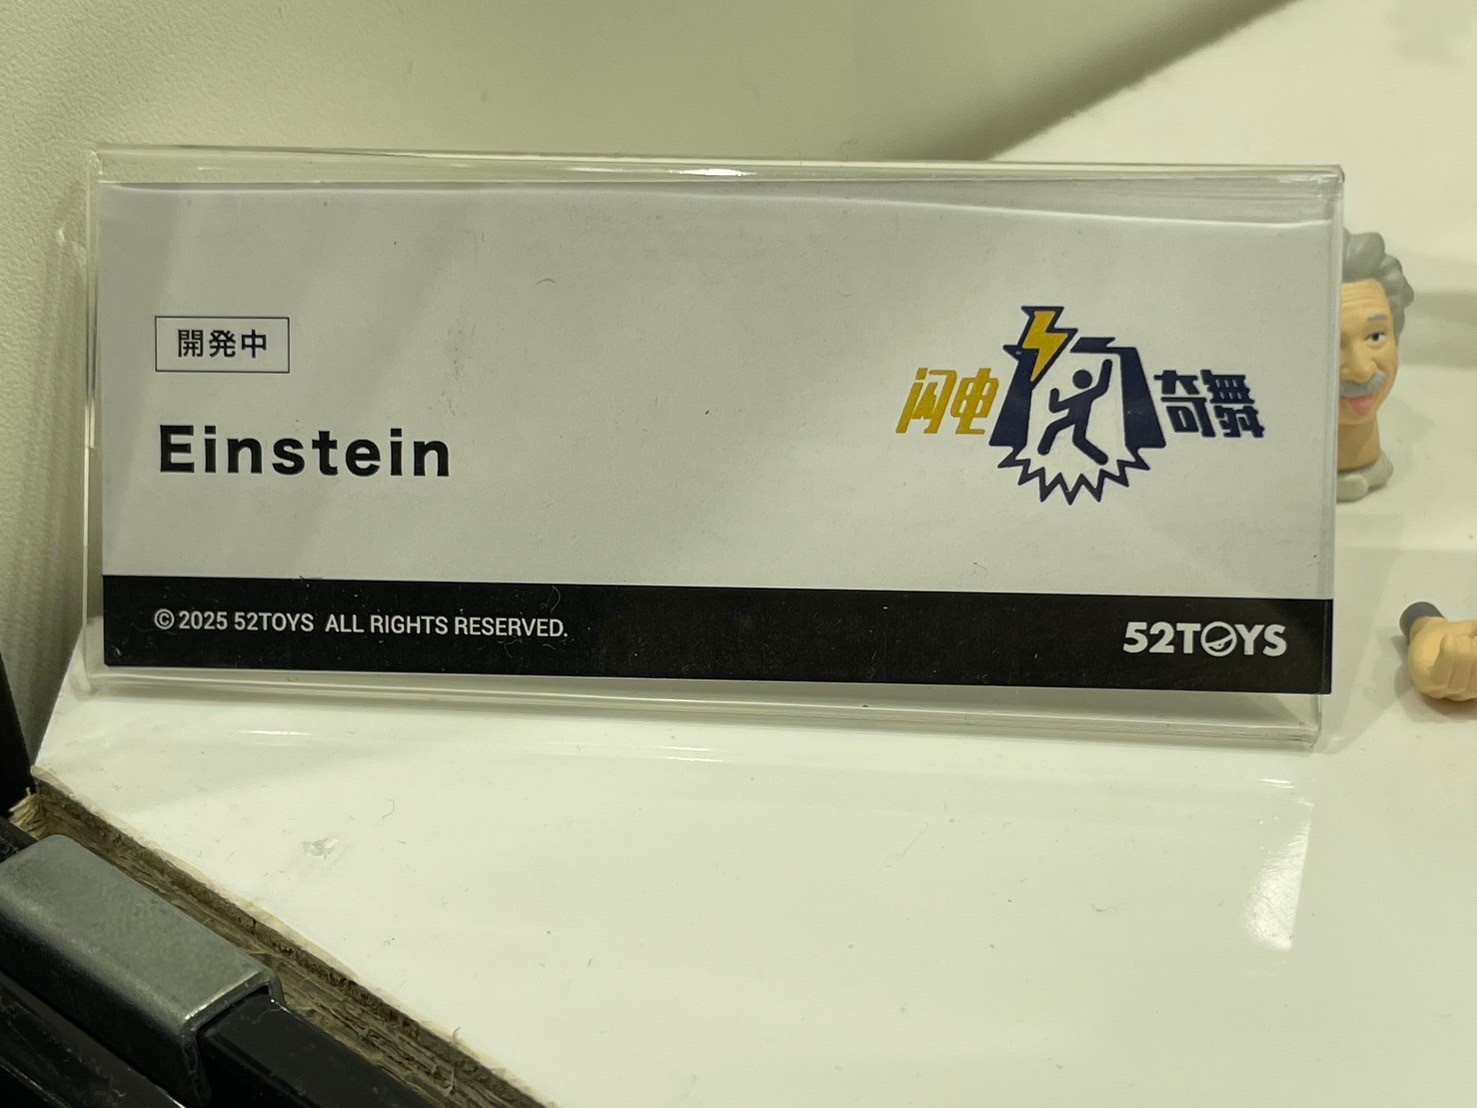 開発中
Einstein
闪电 奇舞
© 2025 52TOYS ALL RIGHTS RESERVED.
52TOYS